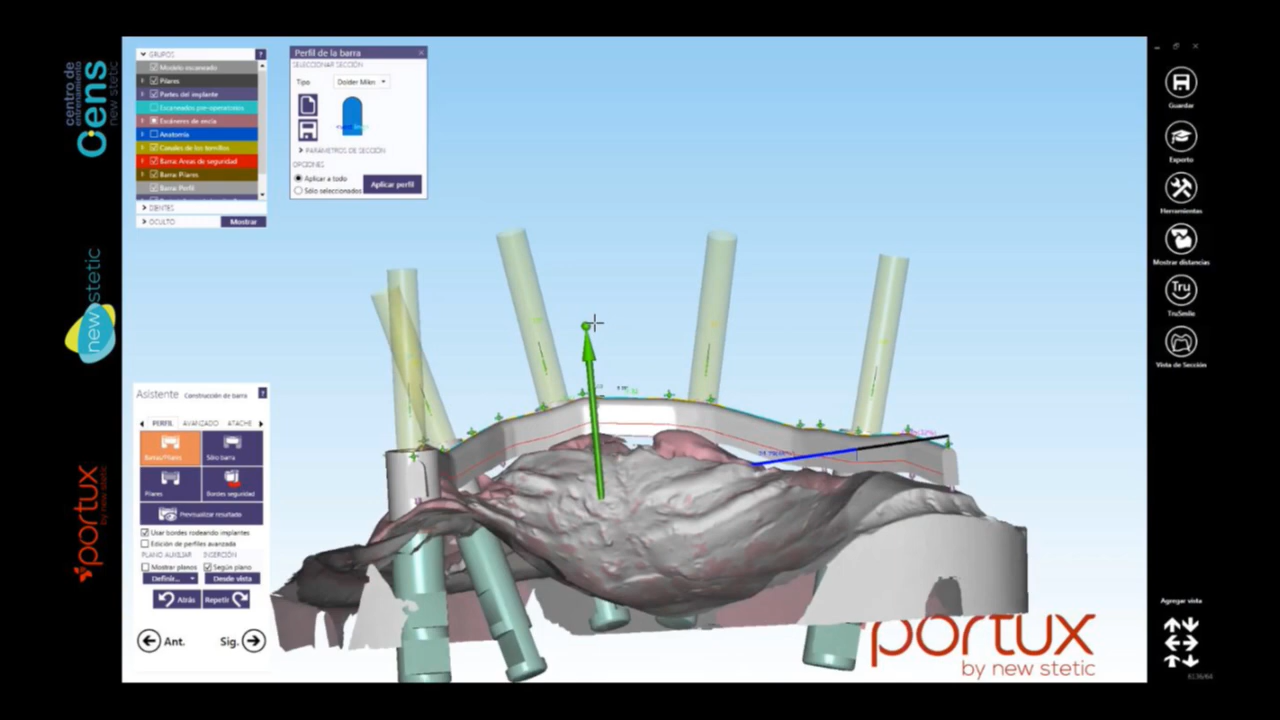 centro de
entrenamiento
Cens
new stetic
new stetic
portux
by new stetic
GRUPOS
?
Modelo escaneado
Pilares
Partes del implante
Escaneados pre-operatorios
Escáneres de encía
Anatomía
Canales de los tornillos
Barra: Áreas de seguridad
Barra: Pilares
Barra: Perfil
DIENTES
OCULTO
Mostrar
Perfil de la barra
SELECCIONAR SECCIÓN
Tipo
PARÁMETROS DE SECCIÓN
OPCIONES
Aplicar a todo
Sólo seleccionados
Aplicar perfil
Guardar
Experto
Herramientas
Mostrar distancias
Tru
TruSmile
Vista de Sección
Agregar vista
Asistente
Construcción de barra
?
PERFIL
AVANZADO
ATACHE
Barras/Pilares
Sólo barra
Pilares
Bordes seguridad
Previsualizar resultado
Usar bordes rodeando implantes
Edición de perfiles avanzada
PLANO AUXILIAR
INSERCIÓN
Mostrar planos
Según plano
Definir...
Desde vista
Atrás
Repetir
Ant.
Sig.
portux
by new stetic